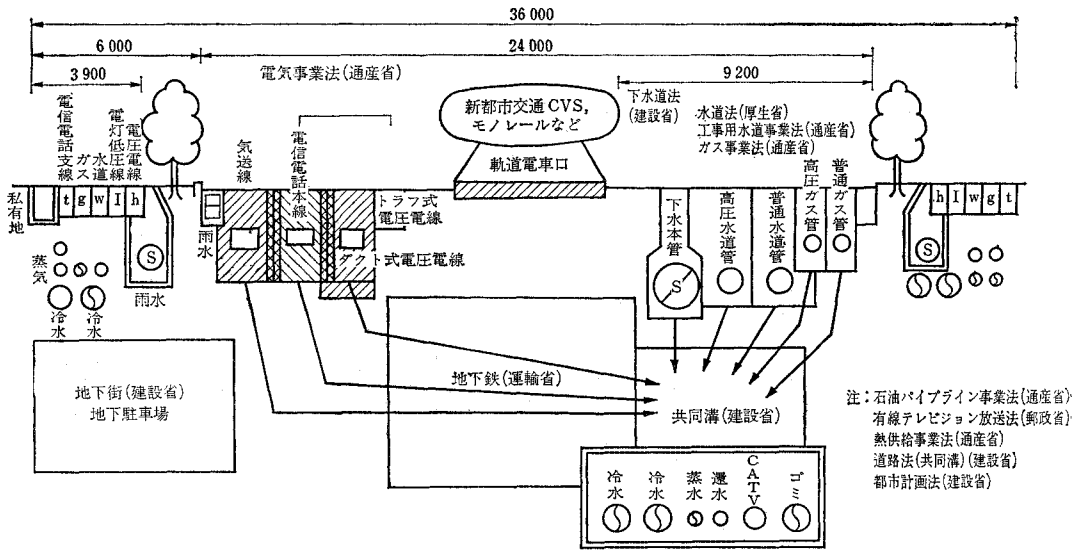 36 000
6 000
24 000
3 900
電気事業法(通産省)
9 200
新都市交通 CVS,
モノレールなど
軌道電車口
下水道法
(建設省)
水道法(厚生省)
工事用水道事業法(通産省)
ガス事業法(通産省)
私有地
電信電話支線
ガス
水道
電灯低圧線
電圧電線
t g w I h
蒸気
冷水
冷水
S
雨水
雨水
気送線
電信電話本線
トラフ式
電圧電線
ダクト式電圧電線
下水本管
S
高圧水道管
普通水道管
高圧ガス管
普通ガス管
h I w g t
S
地下街(建設省)
地下駐車場
地下鉄(運輸省)
共同溝(建設省)
冷水
冷水
蒸水
還水
CATV
ゴミ
注:石油パイプライン事業法(通産省)
有線テレビジョン放送法(郵政省)
熱供給事業法(通産省)
道路法(共同溝)(建設省)
都市計画法(建設省)